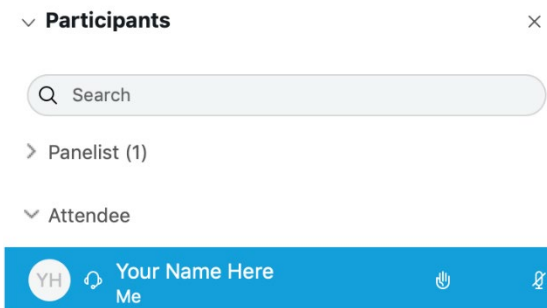 Participants
Search
Panelist (1)
Attendee
YH
Your Name Here
Me